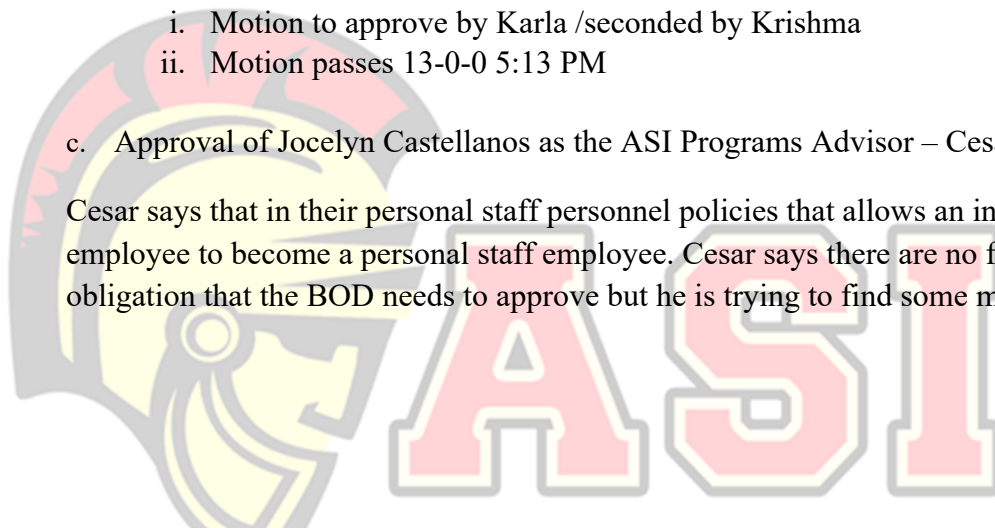 i. Motion to approve by Karla /seconded by Krishma
ii. Motion passes 13-0-0 5:13 PM
c. Approval of Jocelyn Castellanos as the ASI Programs Advisor –
Cesar says that in their personal staff personnel policies that allows an
employee to become a personal staff employee. Cesar says there are no
obligation that the BOD needs to approve but he is trying to find some
ASI